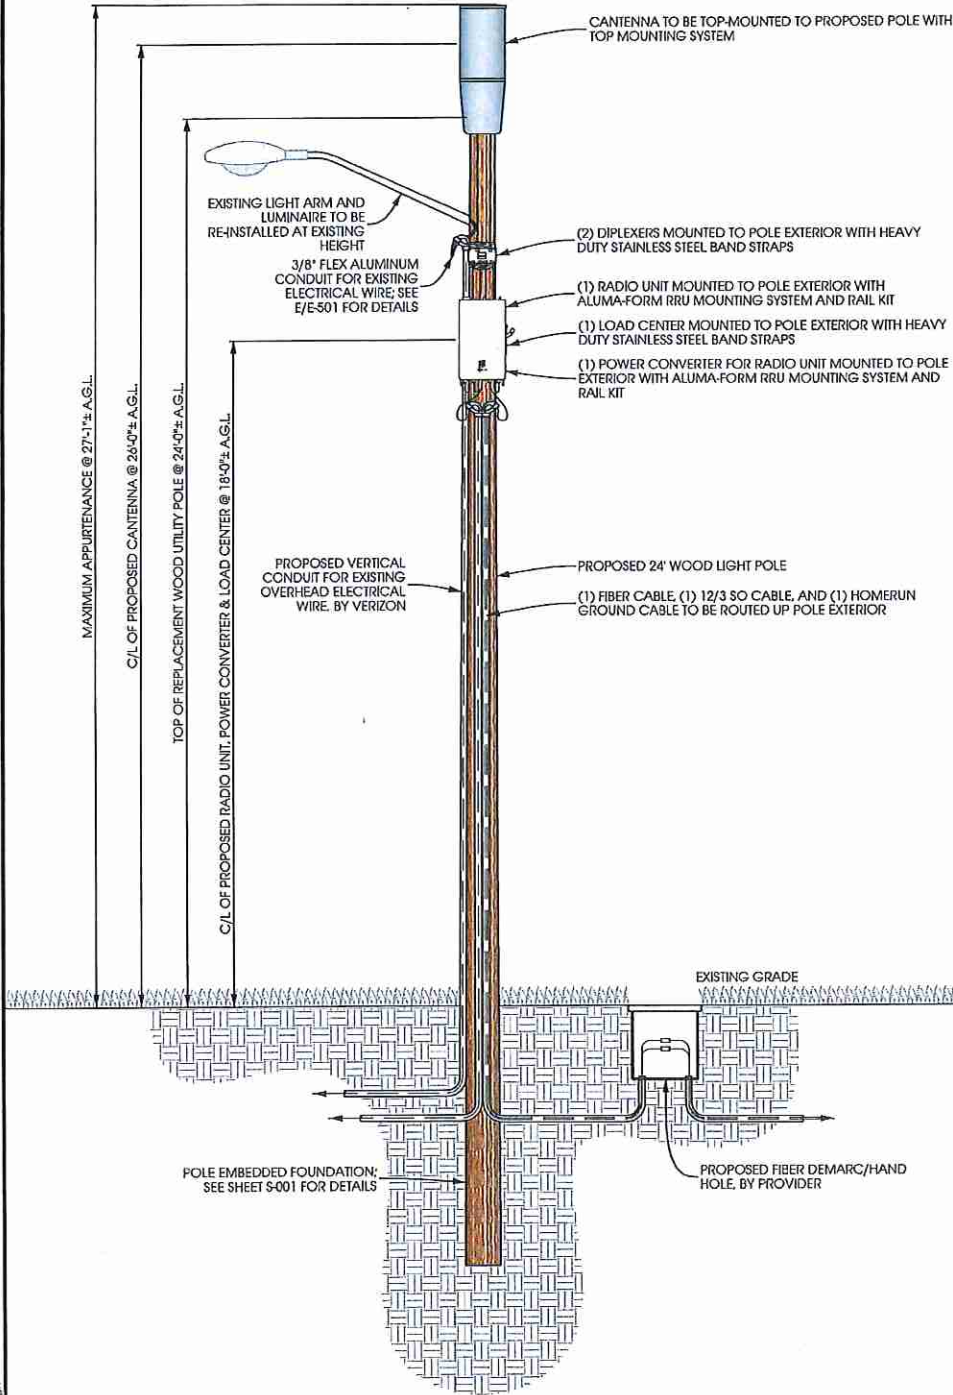 CANTENNA TO BE TOP-MOUNTED TO PROPOSED POLE WITH
TOP MOUNTING SYSTEM
EXISTING LIGHT ARM AND
LUMINAIRE TO BE
RE-INSTALLED AT EXISTING
HEIGHT
3/8" FLEX ALUMINUM
CONDUIT FOR EXISTING
ELECTRICAL WIRE; SEE
E/E-501 FOR DETAILS
(2) DIPLEXERS MOUNTED TO POLE EXTERIOR WITH HEAVY
DUTY STAINLESS STEEL BAND STRAPS
(1) RADIO UNIT MOUNTED TO POLE EXTERIOR WITH
ALUMA-FORM RRU MOUNTING SYSTEM AND RAIL KIT
(1) LOAD CENTER MOUNTED TO POLE EXTERIOR WITH HEAVY
DUTY STAINLESS STEEL BAND STRAPS
(1) POWER CONVERTER FOR RADIO UNIT MOUNTED TO POLE
EXTERIOR WITH ALUMA-FORM RRU MOUNTING SYSTEM AND
RAIL KIT
MAXIMUM APPURTENANCE @ 27'-1"± A.G.L.
C/L OF PROPOSED CANTENNA @ 26'-0"± A.G.L.
TOP OF REPLACEMENT WOOD UTILITY POLE @ 24'-0"± A.G.L.
C/L OF PROPOSED RADIO UNIT, POWER CONVERTER & LOAD CENTER @ 18'-0"± A.G.L.
PROPOSED VERTICAL
CONDUIT FOR EXISTING
OVERHEAD ELECTRICAL
WIRE, BY VERIZON
PROPOSED 24' WOOD LIGHT POLE
(1) FIBER CABLE, (1) 12/3 SO CABLE, AND (1) HOMERUN
GROUND CABLE TO BE ROUTED UP POLE EXTERIOR
EXISTING GRADE
POLE EMBEDDED FOUNDATION;
SEE SHEET S-001 FOR DETAILS
PROPOSED FIBER DEMARC/HAND
HOLE, BY PROVIDER